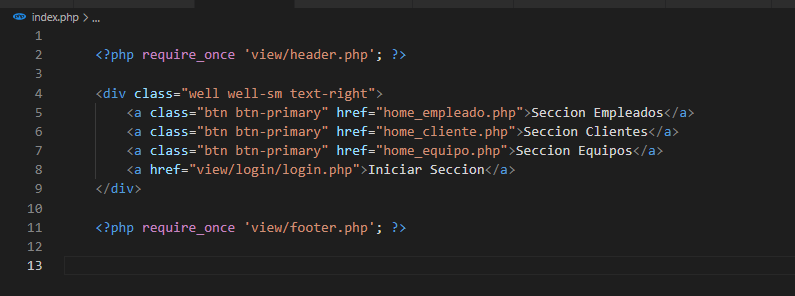 index.php > ...
1
2 <?php require_once 'view/header.php'; ?>
3
4 <div class="well well-sm text-right">
5 <a class="btn btn-primary" href="home_empleado.php">Seccion Empleados</a>
6 <a class="btn btn-primary" href="home_cliente.php">Seccion Clientes</a>
7 <a class="btn btn-primary" href="home_equipo.php">Seccion Equipos</a>
8 <a href="view/login/login.php">Iniciar Seccion</a>
9 </div>
10
11 <?php require_once 'view/footer.php'; ?>
12
13